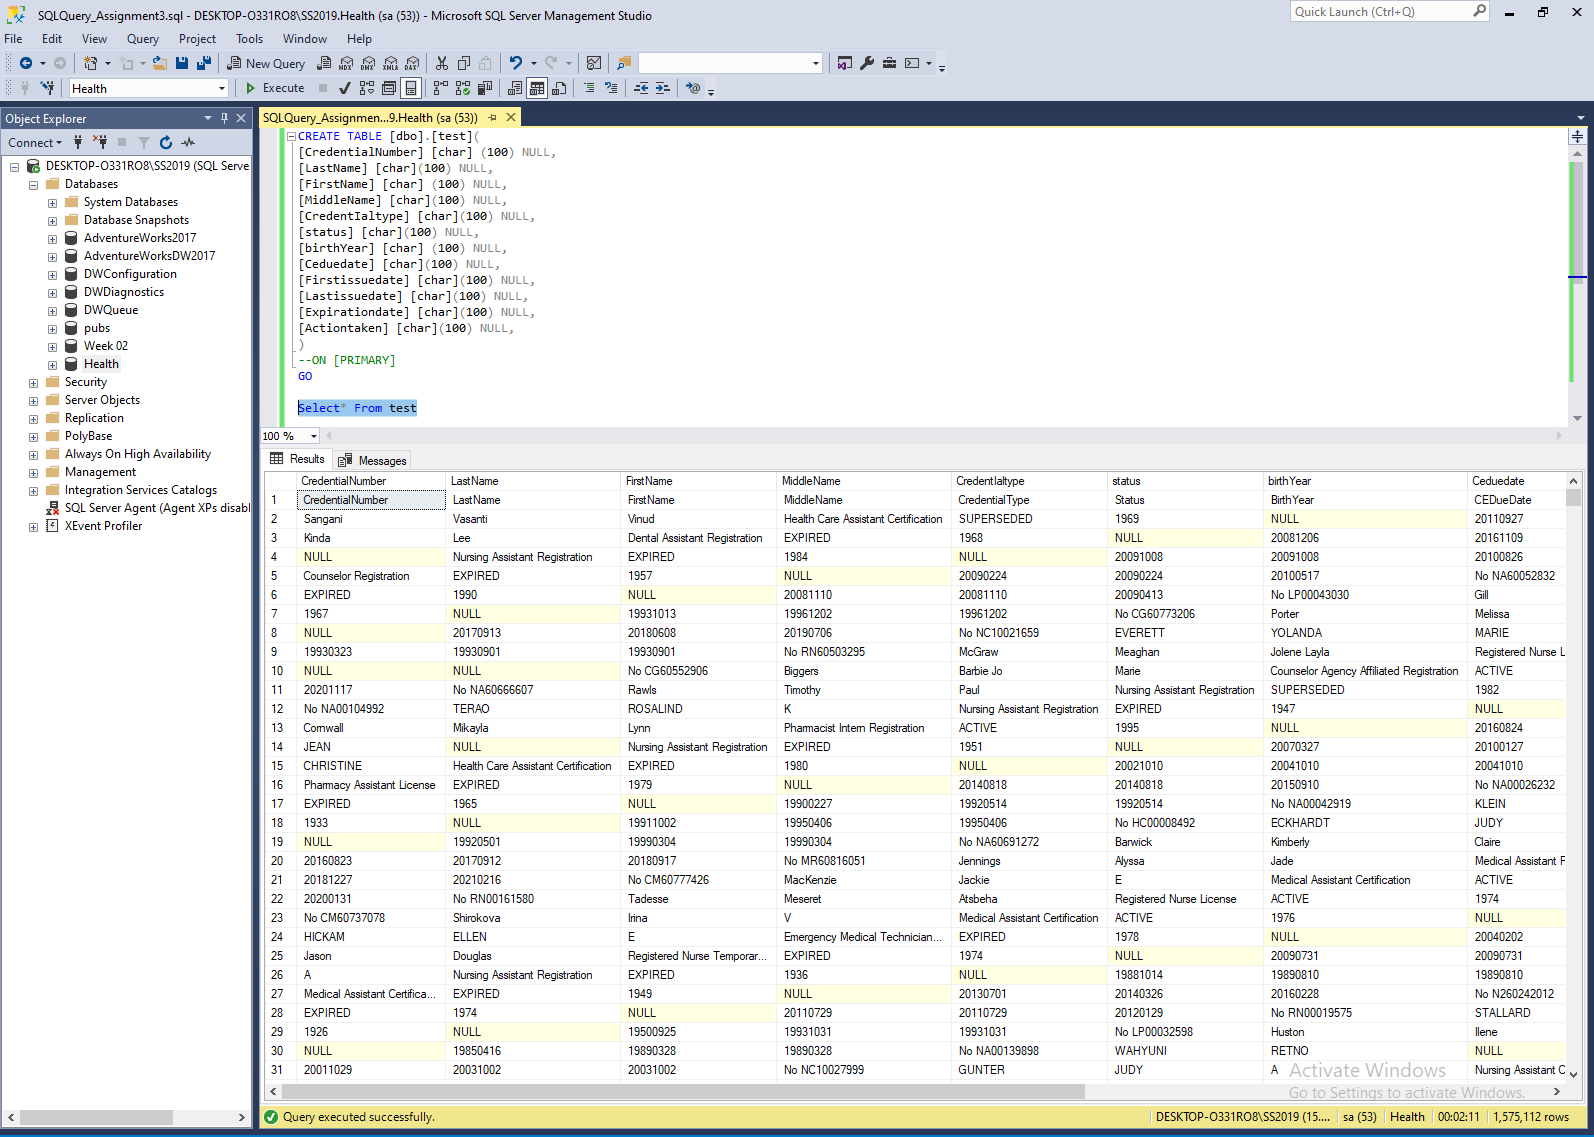 SQLQuery_Assignment3.sql - DESKTOP-O331RO8\SS2019.Health (sa (53)) - Microsoft SQL Server Management Studio
Quick Launch (Ctrl+Q)
File Edit View Query Project Tools Window Help
New Query MDX DMX XMLA DAX
Health Execute
Object Explorer
Connect
DESKTOP-O331RO8\SS2019 (SQL Serve
Databases
System Databases
Database Snapshots
AdventureWorks2017
AdventureWorksDW2017
DWConfiguration
DWDiagnostics
DWQueue
pubs
Week 02
Health
Security
Server Objects
Replication
PolyBase
Always On High Availability
Management
Integration Services Catalogs
SQL Server Agent (Agent XPs disabl
XEvent Profiler
SQLQuery_Assignmen...9.Health (sa (53))
CREATE TABLE [dbo].[test](
[CredentialNumber] [char] (100) NULL,
[LastName] [char](100) NULL,
[FirstName] [char] (100) NULL,
[MiddleName] [char](100) NULL,
[CredentIaltype] [char](100) NULL,
[status] [char](100) NULL,
[birthYear] [char] (100) NULL,
[Ceduedate] [char](100) NULL,
[Firstissuedate] [char](100) NULL,
[Lastissuedate] [char](100) NULL,
[Expirationdate] [char](100) NULL,
[Actiontaken] [char](100) NULL,
)
--ON [PRIMARY]
GO
Select* From test
100 %
Results Messages
CredentialNumber LastName FirstName MiddleName CredentIaltype status birthYear Ceduedate
1 CredentialNumber LastName FirstName MiddleName CredentialType Status BirthYear CEDueDate
2 Sangani Vasanti Vinud Health Care Assistant Certification SUPERSEDED 1969 NULL 20110927
3 Kinda Lee Dental Assistant Registration EXPIRED 1968 NULL 20081206 20161109
4 NULL Nursing Assistant Registration EXPIRED 1984 NULL 20091008 20091008 20100826
5 Counselor Registration EXPIRED 1957 NULL 20090224 20090224 20100517 No NA60052832
6 EXPIRED 1990 NULL 20081110 20081110 20090413 No LP00043030 Gill
7 1967 NULL 19931013 19961202 19961202 No CG60773206 Porter Melissa
8 NULL 20170913 20180608 20190706 No NC10021659 EVERETT YOLANDA MARIE
9 19930323 19930901 19930901 No RN60503295 McGraw Meaghan Jolene Layla Registered Nurse L
10 NULL NULL No CG60552906 Biggers Barbie Jo Marie Counselor Agency Affiliated Registration ACTIVE
11 20201117 No NA60666607 Rawls Timothy Paul Nursing Assistant Registration SUPERSEDED 1982
12 No NA00104992 TERAO ROSALIND K Nursing Assistant Registration EXPIRED 1947 NULL
13 Cornwall Mikayla Lynn Pharmacist Intern Registration ACTIVE 1995 NULL 20160824
14 JEAN NULL Nursing Assistant Registration EXPIRED 1951 NULL 20070327 20100127
15 CHRISTINE Health Care Assistant Certification EXPIRED 1980 NULL 20021010 20041010 20041010
16 Pharmacy Assistant License EXPIRED 1979 NULL 20140818 20140818 20150910 No NA00026232
17 EXPIRED 1965 NULL 19900227 19920514 19920514 No NA00042919 KLEIN
18 1933 NULL 19911002 19950406 19950406 No HC00008492 ECKHARDT JUDY
19 NULL 19920501 19990304 19990304 No NA60691272 Barwick Kimberly Claire
20 20160823 20170912 20180917 No MR60816051 Jennings Alyssa Jade Medical Assistant F
21 20181227 20210216 No CM60777426 MacKenzie Jackie E Medical Assistant Certification ACTIVE
22 20200131 No RN00161580 Tadesse Meseret Atsbeha Registered Nurse License ACTIVE 1974
23 No CM60737078 Shirokova Irina V Medical Assistant Certification ACTIVE 1976 NULL
24 HICKAM ELLEN E Emergency Medical Technician... EXPIRED 1978 NULL 20040202
25 Jason Douglas Registered Nurse Temporar... EXPIRED 1974 NULL 20090731 20090731
26 A Nursing Assistant Registration EXPIRED 1936 NULL 19881014 19890810 19890810
27 Medical Assistant Certifica... EXPIRED 1949 NULL 20130701 20140326 20160228 No N260242012
28 EXPIRED 1974 NULL 20110729 20110729 20120129 No RN00019575 STALLARD
29 1926 NULL 19500925 19931031 19931031 No LP00032598 Huston Ilene
30 NULL 19850416 19890328 19890328 No NA00139898 WAHYUNI RETNO NULL
31 20011029 20031002 20031002 No NC10027999 GUNTER JUDY A Nursing Assistant C
Activate Windows
Go to Settings to activate Windows.
Query executed successfully. DESKTOP-O331RO8\SS2019 (15.... sa (53) Health 00:02:11 1,575,112 rows